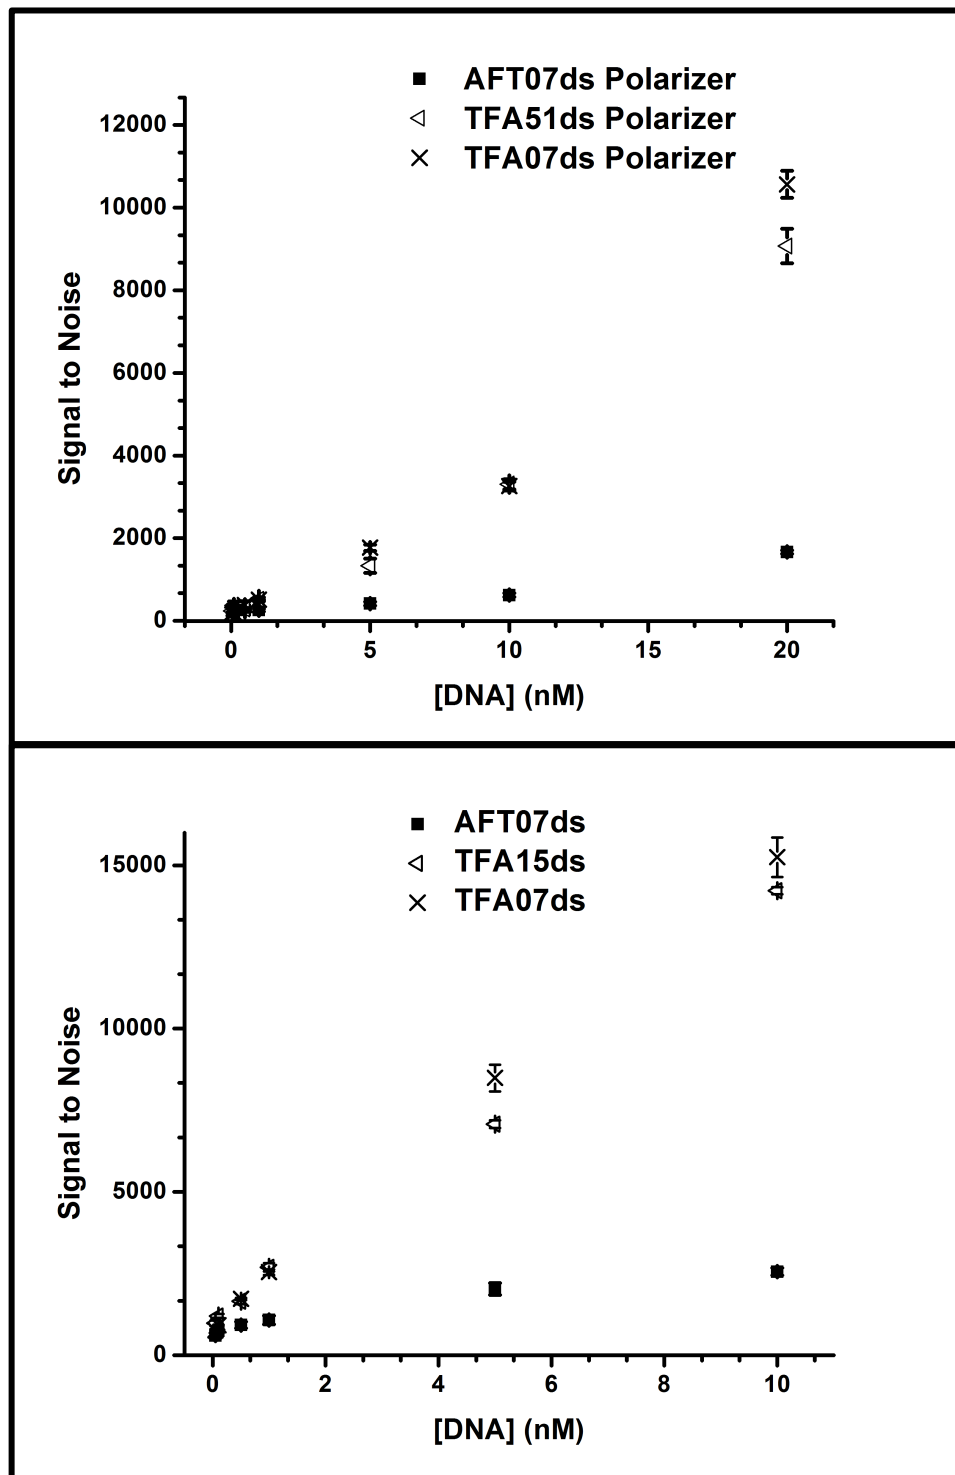 AFT07ds Polarizer
TFA51ds Polarizer
TFA07ds Polarizer
12000
10000
8000
6000
4000
2000
0
Signal to Noise
0 5 10 15 20
[DNA] (nM)
AFT07ds
TFA15ds
TFA07ds
15000
10000
5000
0
Signal to Noise
0 2 4 6 8 10
[DNA] (nM)